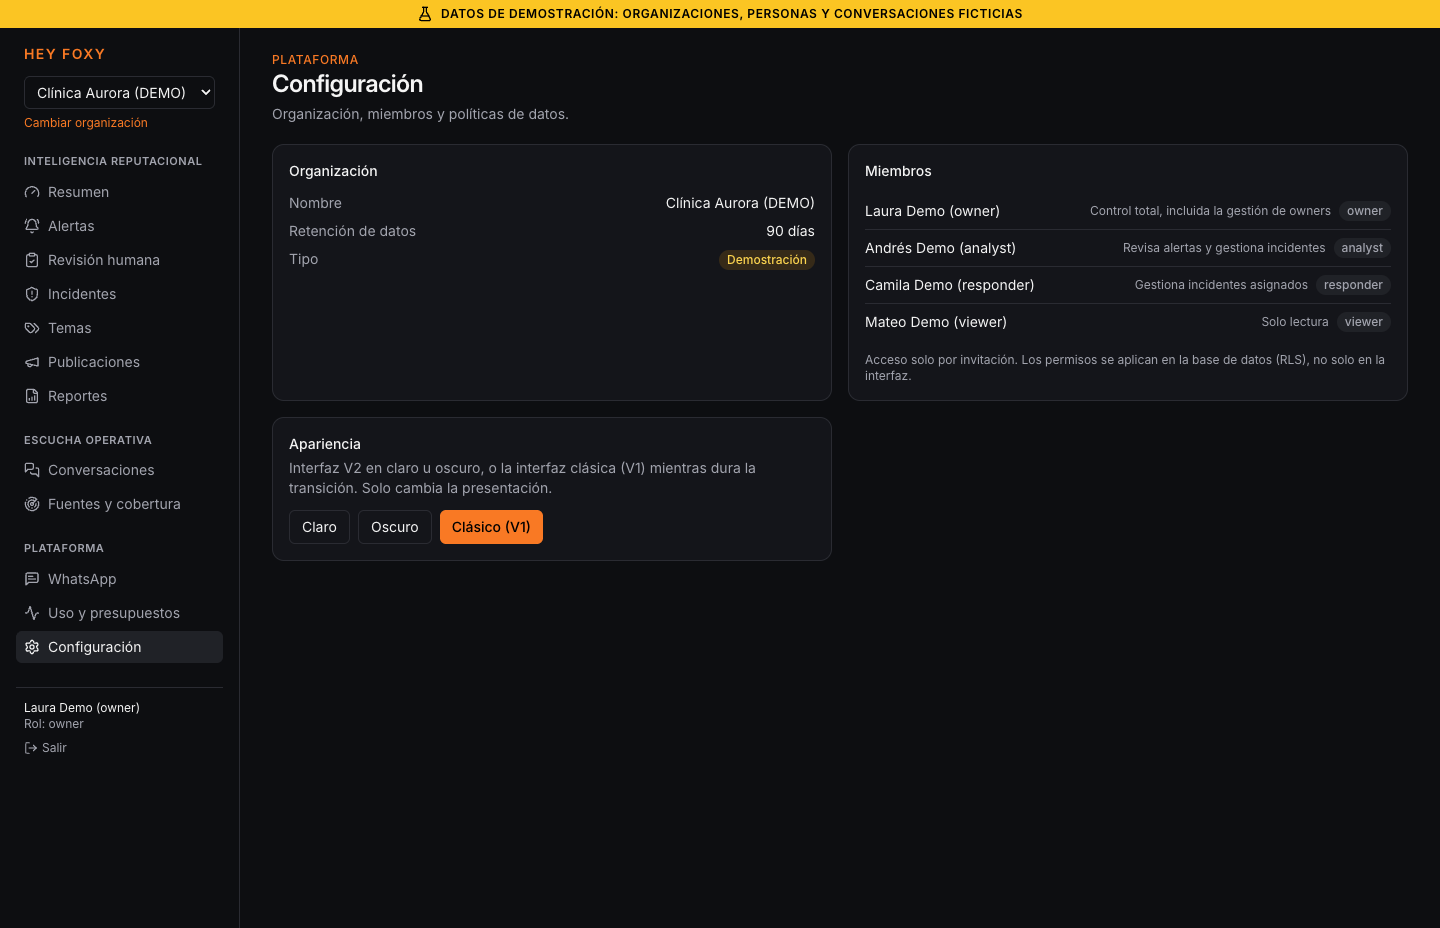 DATOS DE DEMOSTRACIÓN: ORGANIZACIONES, PERSONAS Y CONVERSACIONES FICTICIAS
HEY FOXY
Clínica Aurora (DEMO)
Cambiar organización
INTELIGENCIA REPUTACIONAL
Resumen
Alertas
Revisión humana
Incidentes
Temas
Publicaciones
Reportes
ESCUCHA OPERATIVA
Conversaciones
Fuentes y cobertura
PLATAFORMA
WhatsApp
Uso y presupuestos
Configuración
Laura Demo (owner)
Rol: owner
Salir
PLATAFORMA
Configuración
Organización, miembros y políticas de datos.
Organización
Nombre Clínica Aurora (DEMO)
Retención de datos 90 días
Tipo Demostración
Miembros
Laura Demo (owner) Control total, incluida la gestión de owners owner
Andrés Demo (analyst) Revisa alertas y gestiona incidentes analyst
Camila Demo (responder) Gestiona incidentes asignados responder
Mateo Demo (viewer) Solo lectura viewer
Acceso solo por invitación. Los permisos se aplican en la base de datos (RLS), no solo en la
interfaz.
Apariencia
Interfaz V2 en claro u oscuro, o la interfaz clásica (V1) mientras dura la
transición. Solo cambia la presentación.
Claro Oscuro Clásico (V1)